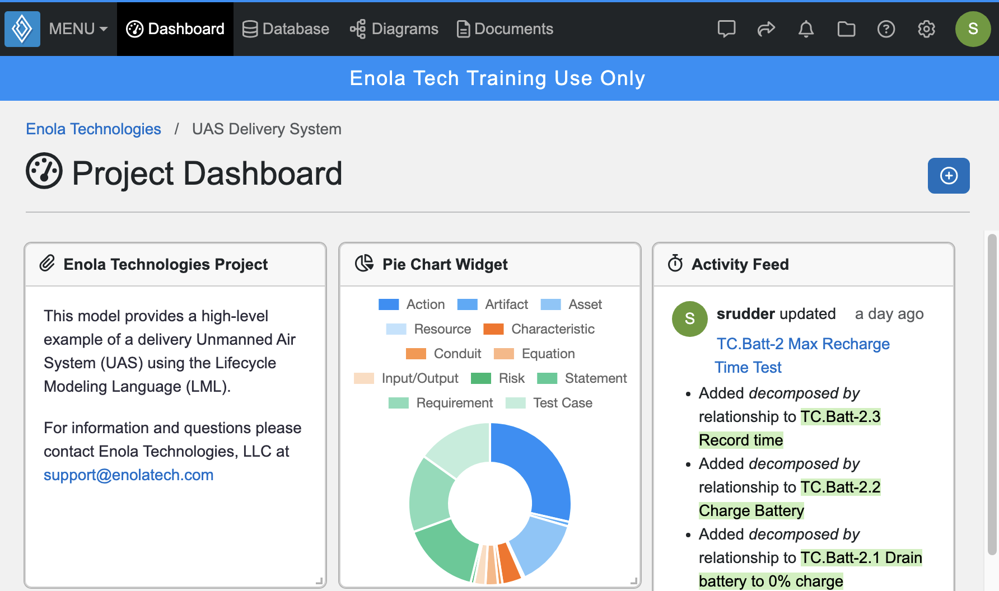 MENU Dashboard Database Diagrams Documents S
Enola Tech Training Use Only
Enola Technologies / UAS Delivery System
Project Dashboard
Enola Technologies Project
This model provides a high-level
example of a delivery Unmanned Air
System (UAS) using the Lifecycle
Modeling Language (LML).
For information and questions please
contact Enola Technologies, LLC at
support@enolatech.com
Pie Chart Widget
Action Artifact Asset
Resource Characteristic
Conduit Equation
Input/Output Risk Statement
Requirement Test Case
Activity Feed
S srudder updated a day ago
TC.Batt-2 Max Recharge
Time Test
• Added decomposed by
relationship to TC.Batt-2.3
Record time
• Added decomposed by
relationship to TC.Batt-2.2
Charge Battery
• Added decomposed by
relationship to TC.Batt-2.1 Drain
battery to 0% charge